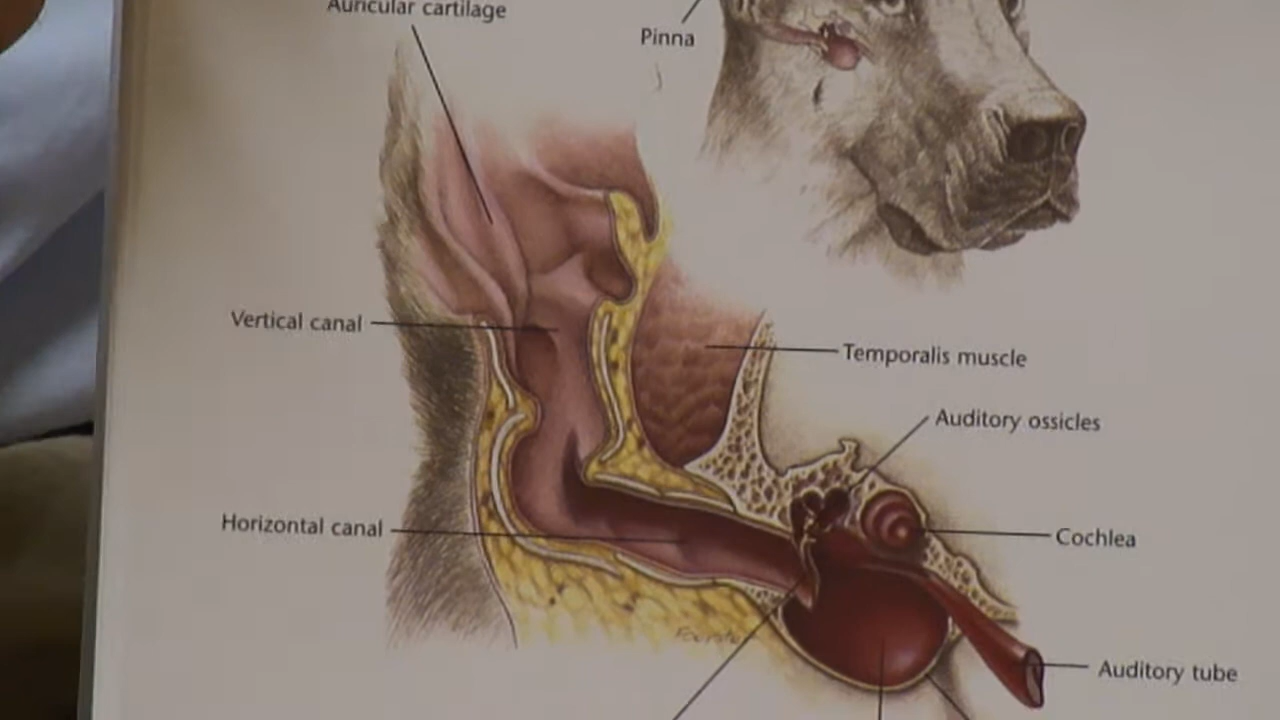 Auricular cartilage
Pinna
Vertical canal
Temporalis muscle
Auditory ossicles
Horizontal canal
Cochlea
Auditory tube